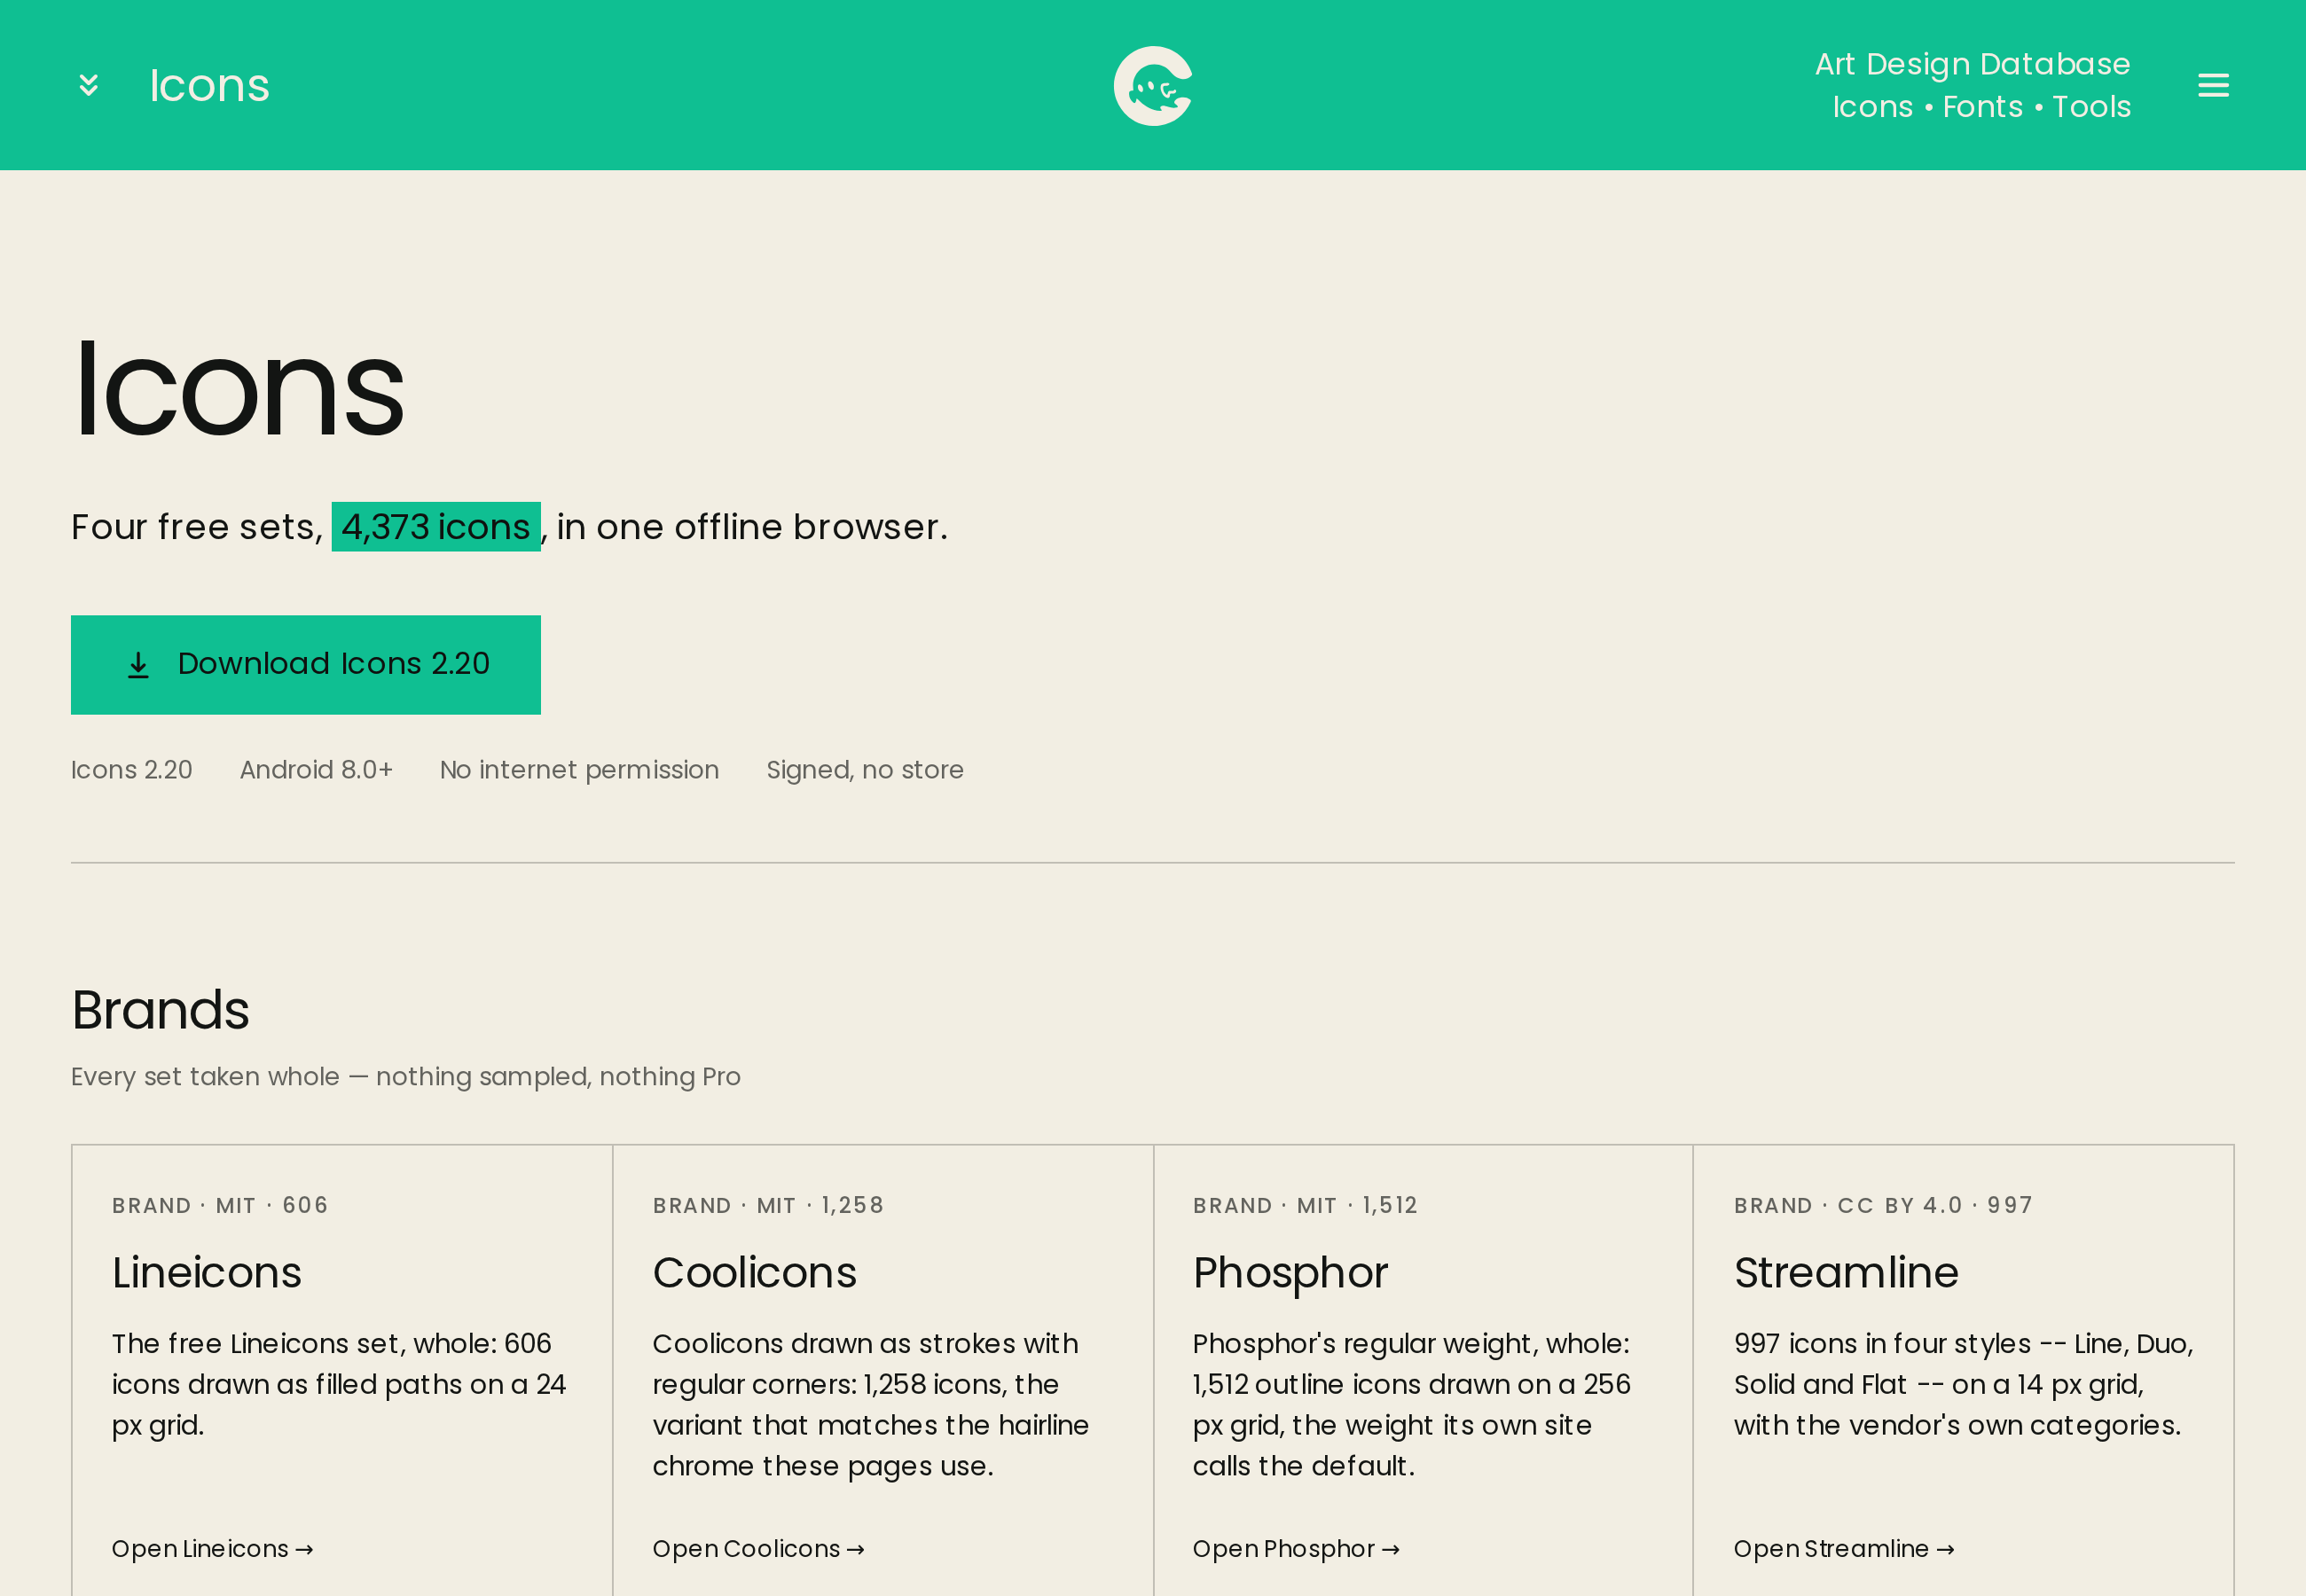 Icons
Art Design Database
Icons • Fonts • Tools
Icons
Four free sets, 4,373 icons , in one offline browser.
Download Icons 2.20
Icons 2.20 Android 8.0+ No internet permission Signed, no store
Brands
Every set taken whole — nothing sampled, nothing Pro
BRAND · MIT · 606
Lineicons
The free Lineicons set, whole: 606
icons drawn as filled paths on a 24
px grid.
Open Lineicons →
BRAND · MIT · 1,258
Coolicons
Coolicons drawn as strokes with
regular corners: 1,258 icons, the
variant that matches the hairline
chrome these pages use.
Open Coolicons →
BRAND · MIT · 1,512
Phosphor
Phosphor's regular weight, whole:
1,512 outline icons drawn on a 256
px grid, the weight its own site
calls the default.
Open Phosphor →
BRAND · CC BY 4.0 · 997
Streamline
997 icons in four styles -- Line, Duo,
Solid and Flat -- on a 14 px grid,
with the vendor's own categories.
Open Streamline →